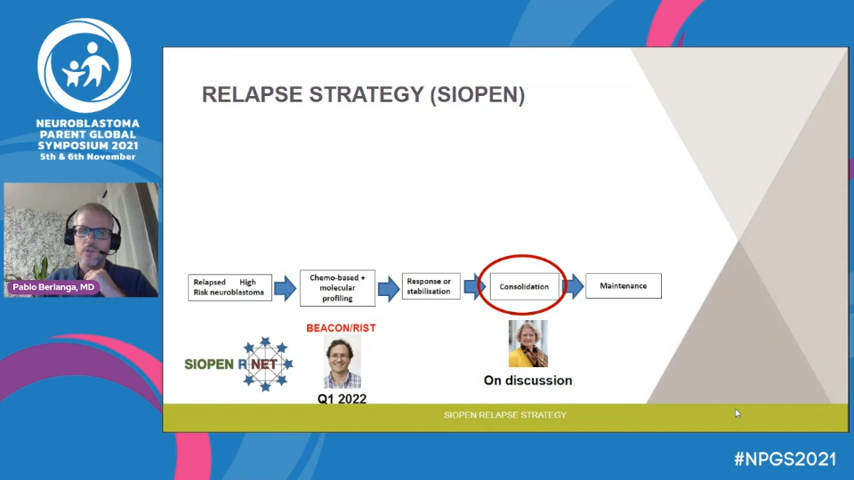 NEUROBLASTOMA
PARENT GLOBAL
SYMPOSIUM 2021
5th & 6th November
Pablo Berlanga, MD
RELAPSE STRATEGY (SIOPEN)
Relapsed High
Risk neuroblastoma
Chemo-based +
molecular
profiling
Response or
stabilisation
Consolidation
Maintenance
BEACON/RIST
SIOPEN R NET
Q1 2022
On discussion
SIOPEN RELAPSE STRATEGY
#NPGS2021